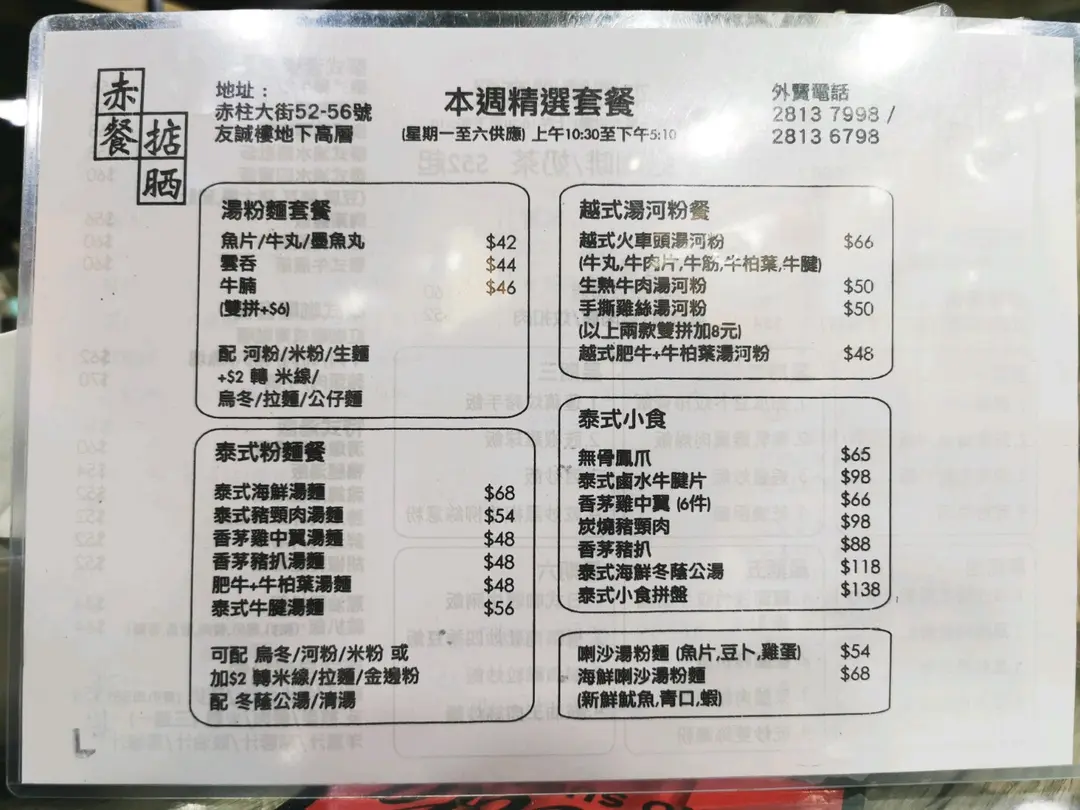 赤
餐掂
晒
地址：
赤柱大街52-56號
友誠樓地下高層
本週精選套餐
(星期一至六供應) 上午10:30至下午5:10
外賣電話
2813 7998 /
2813 6798
湯粉麵套餐
魚片/牛丸/墨魚丸 $42
雲吞 $44
牛腩 $46
(雙拼+$6)
配 河粉/米粉/生麵
+$2 轉 米線/
烏冬/拉麵/公仔麵
泰式粉麵餐
泰式海鮮湯麵 $68
泰式豬頸肉湯麵 $54
香茅雞中翼湯麵 $48
香茅豬扒湯麵 $48
肥牛+牛柏葉湯麵 $48
泰式牛腱湯麵 $56
可配 烏冬/河粉/米粉 或
加$2 轉米線/拉麵/金邊粉
配 冬蔭公湯/清湯
越式湯河粉餐
越式火車頭湯河粉 $66
(牛丸,牛肉片,牛筋,牛柏葉,牛腱)
生熟牛肉湯河粉 $50
手撕雞絲湯河粉 $50
(以上兩款雙拼加8元)
越式肥牛+牛柏葉湯河粉 $48
泰式小食
無骨鳳爪 $65
泰式鹵水牛腱片 $98
香茅雞中翼 (6件) $66
炭燒豬頸肉 $98
香茅豬扒 $88
泰式海鮮冬蔭公湯 $118
泰式小食拼盤 $138
喇沙湯粉麵 (魚片,豆卜,雞蛋) $54
海鮮喇沙湯粉麵 $68
(新鮮魷魚,青口,蝦)